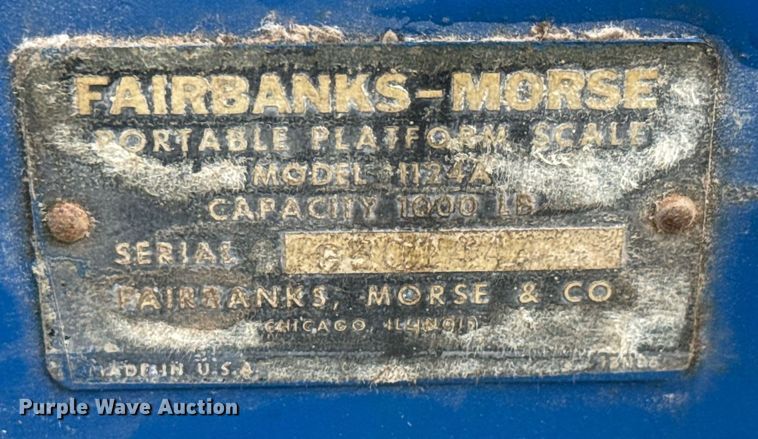 FAIRBANKS-MORSE
PORTABLE PLATFORM SCALE
MODEL 1124A
CAPACITY 1000 LB
SERIAL
FAIRBANKS, MORSE & CO
CHICAGO, ILLINOIS
MADE IN U.S.A.
Purple Wave Auction